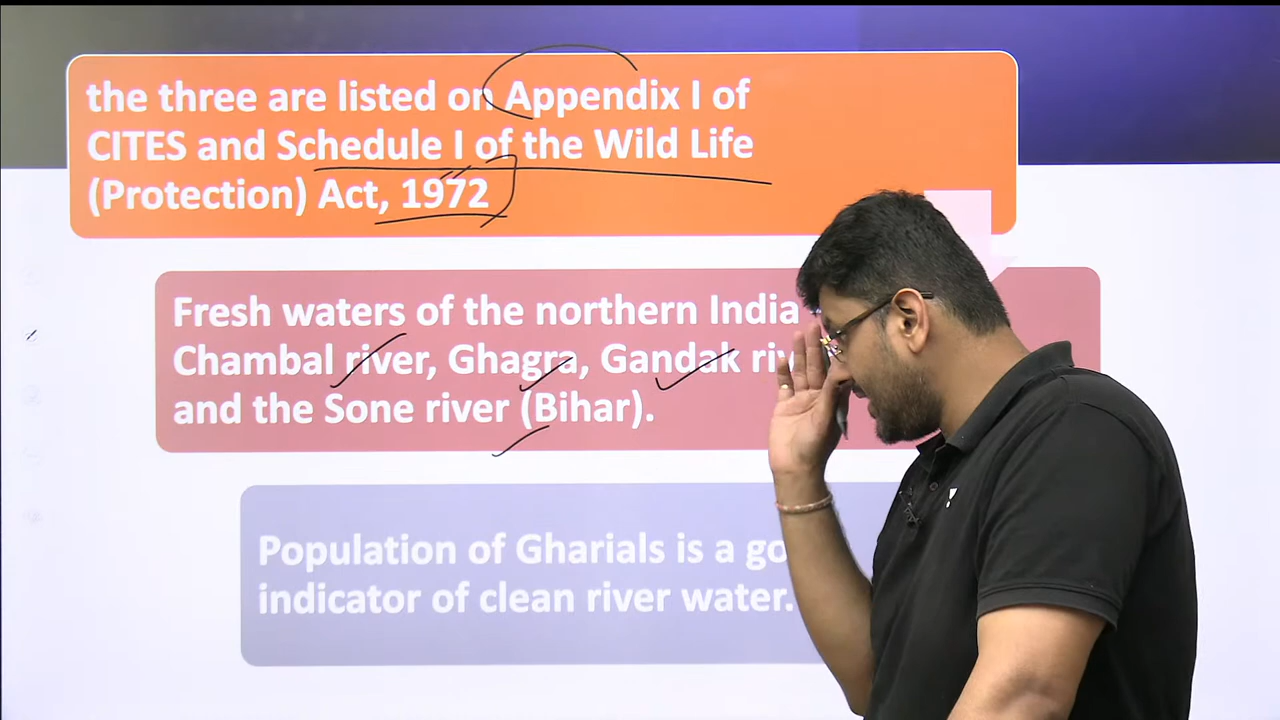 the three are listed on Appendix I of
CITES and Schedule I of the Wild Life
(Protection) Act, 1972
Fresh waters of the northern India
Chambal river, Ghagra, Gandak
and the Sone river (Bihar).
Population of Gharials is a
indicator of clean river water.